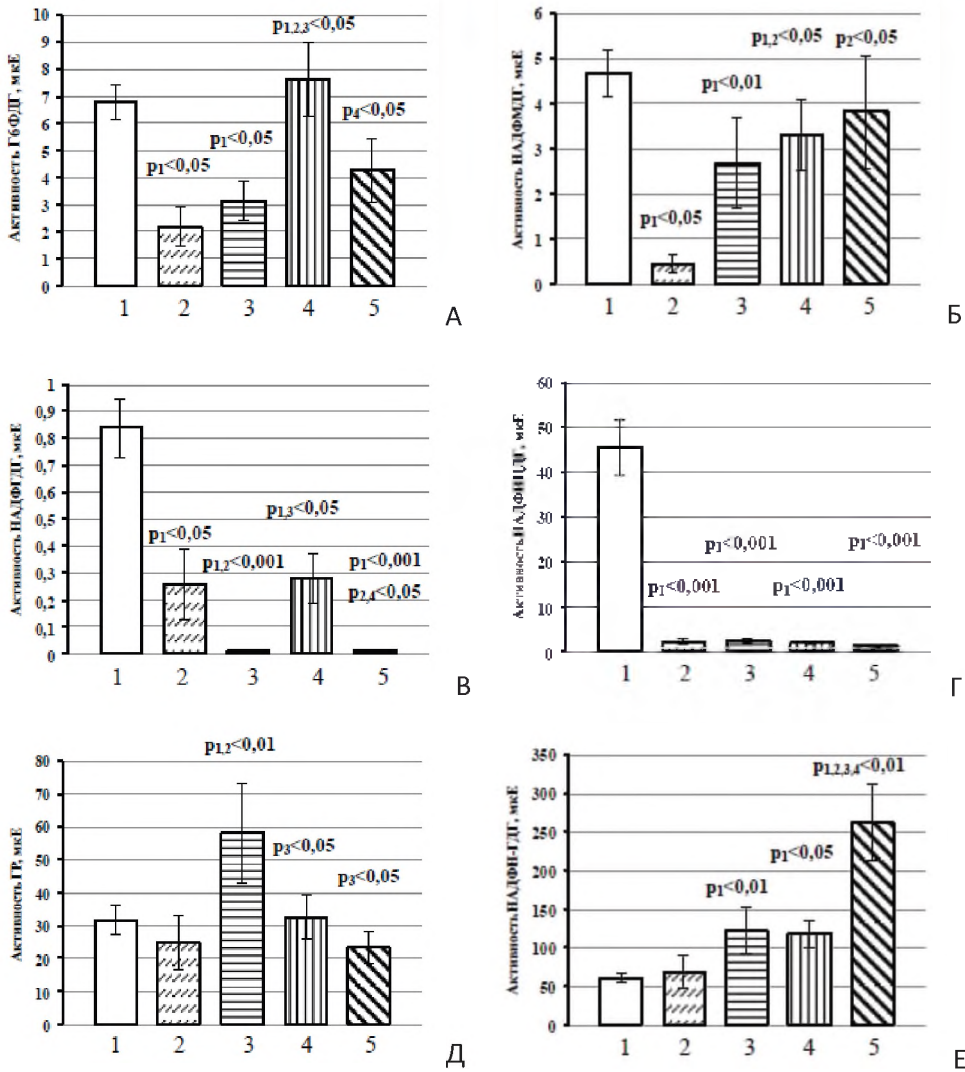 Активность Г6ФДГ, мкЕ
10
9
8
7
6
5
4
3
2
1
0
p1<0,05
p1<0,05
p1,2,3<0,05
p4<0,05
1 2 3 4 5
А
Активность НАДФМДГ, мкЕ
6
5
4
3
2
1
0
p1<0,05
p1<0,01
p1,2<0,05
p2<0,05
1 2 3 4 5
Б
Активность НАДФГДГ, мкЕ
1
0,9
0,8
0,7
0,6
0,5
0,4
0,3
0,2
0,1
0
p1<0,05
p1,2<0,001
p1,3<0,05
p1<0,001
p2,4<0,05
1 2 3 4 5
В
Активность НАДФИЦДГ, мкЕ
60
50
40
30
20
10
0
p1<0,001
p1<0,001
p1<0,001
p1<0,001
1 2 3 4 5
Г
Активность ГР, мкЕ
80
70
60
50
40
30
20
10
0
p1,2<0,01
p3<0,05
p3<0,05
1 2 3 4 5
Д
Активность НАДФН-ГДГ, мкЕ
350
300
250
200
150
100
50
0
p1<0,01
p1<0,05
p1,2,3,4<0,01
1 2 3 4 5
Е